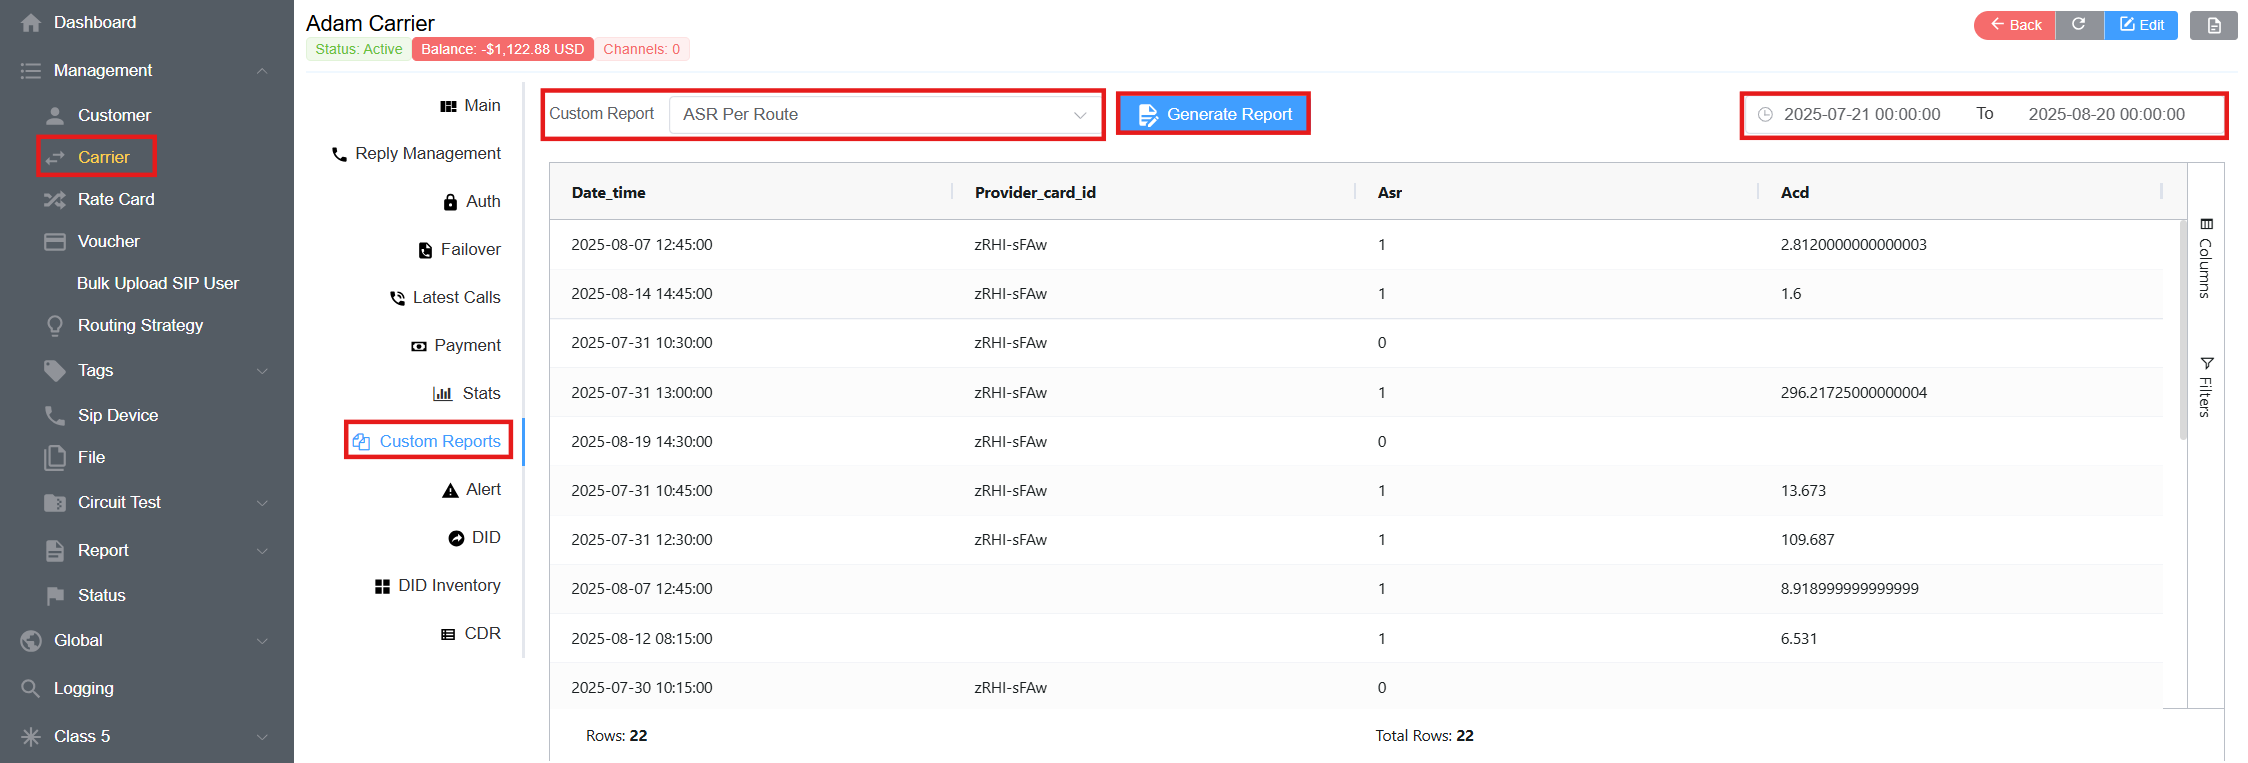 Dashboard
Management
Customer
Carrier
Rate Card
Voucher
Bulk Upload SIP User
Routing Strategy
Tags
Sip Device
File
Circuit Test
Report
Status
Global
Logging
Class 5
Adam Carrier
Status: Active
Balance: -$1,122.88 USD
Channels: 0
Back
Edit
Main
Reply Management
Auth
Failover
Latest Calls
Payment
Stats
Custom Reports
Alert
DID
DID Inventory
CDR
Custom Report ASR Per Route
Generate Report
2025-07-21 00:00:00 To 2025-08-20 00:00:00
Date_time Provider_card_id Asr Acd
2025-08-07 12:45:00 zRHI-sFAw 1 2.8120000000000003
2025-08-14 14:45:00 zRHI-sFAw 1 1.6
2025-07-31 10:30:00 zRHI-sFAw 0
2025-07-31 13:00:00 zRHI-sFAw 1 296.21725000000004
2025-08-19 14:30:00 zRHI-sFAw 0
2025-07-31 10:45:00 zRHI-sFAw 1 13.673
2025-07-31 12:30:00 zRHI-sFAw 1 109.687
2025-08-07 12:45:00 1 8.918999999999999
2025-08-12 08:15:00 1 6.531
2025-07-30 10:15:00 zRHI-sFAw 0
Rows: 22 Total Rows: 22
Columns
Filters